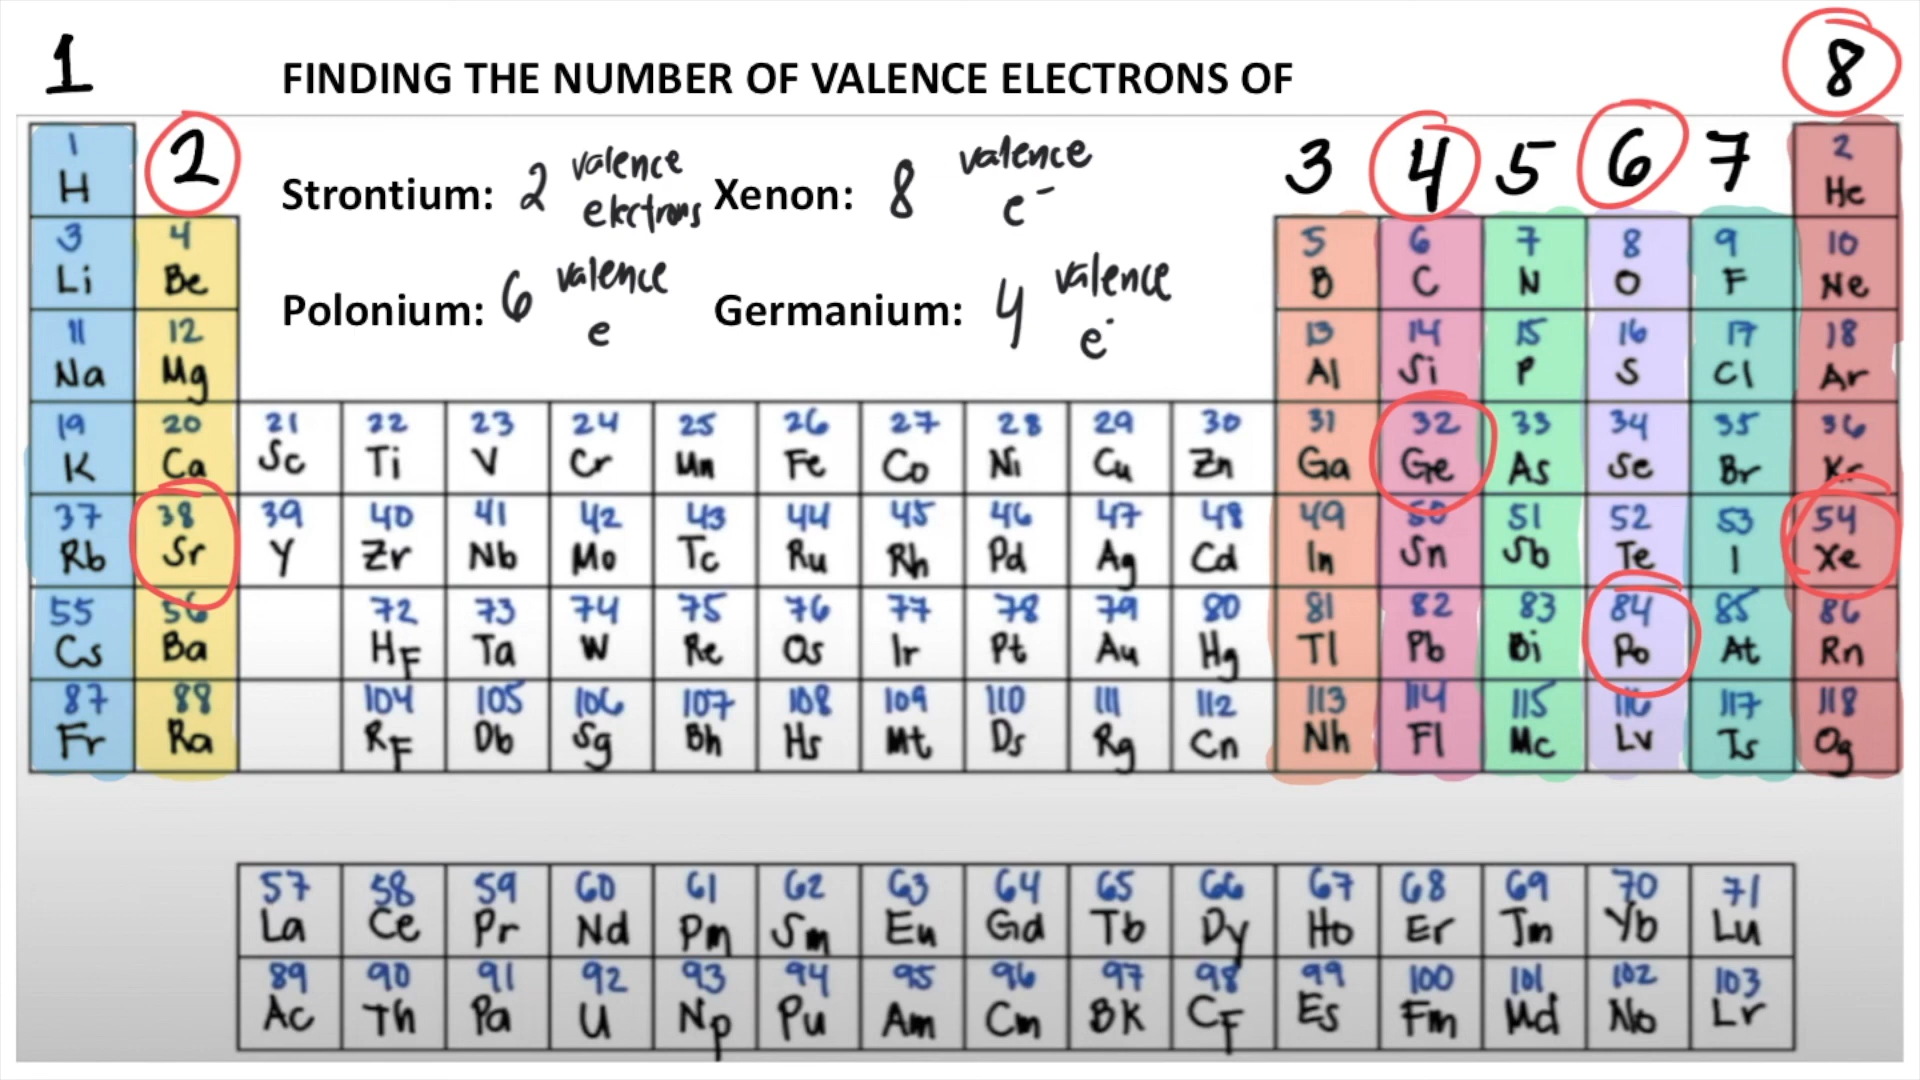 1 FINDING THE NUMBER OF VALENCE ELECTRONS OF 8
2 3 4 5 6 7
Strontium: 2 valence electrons Xenon: 8 valence e⁻
Polonium: 6 valence e Germanium: 4 valence e⁻
1 2
H He
3 4 5 6 7 8 9 10
Li Be B C N O F Ne
11 12 13 14 15 16 17 18
Na Mg Al Si P S Cl Ar
19 20 21 22 23 24 25 26 27 28 29 30 31 32 33 34 35 36
K Ca Sc Ti V Cr Mn Fe Co Ni Cu Zn Ga Ge As Se Br Kr
37 38 39 40 41 42 43 44 45 46 47 48 49 50 51 52 53 54
Rb Sr Y Zr Nb Mo Tc Ru Rh Pd Ag Cd In Sn Sb Te I Xe
55 56 72 73 74 75 76 77 78 79 80 81 82 83 84 85 86
Cs Ba HF Ta W Re Os Ir Pt Au Hg Tl Pb Bi Po At Rn
87 88 104 105 106 107 108 109 110 111 112 113 114 115 116 117 118
Fr Ra RF Db Sg Bh Hs Mt Ds Rg Cn Nh Fl Mc Lv Ts Og
57 58 59 60 61 62 63 64 65 66 67 68 69 70 71
La Ce Pr Nd Pm Sm Eu Gd Tb Dy Ho Er Tm Yb Lu
89 90 91 92 93 94 95 96 97 98 99 100 101 102 103
Ac Th Pa U Np Pu Am Cm Bk CF Es Fm Md No Lr